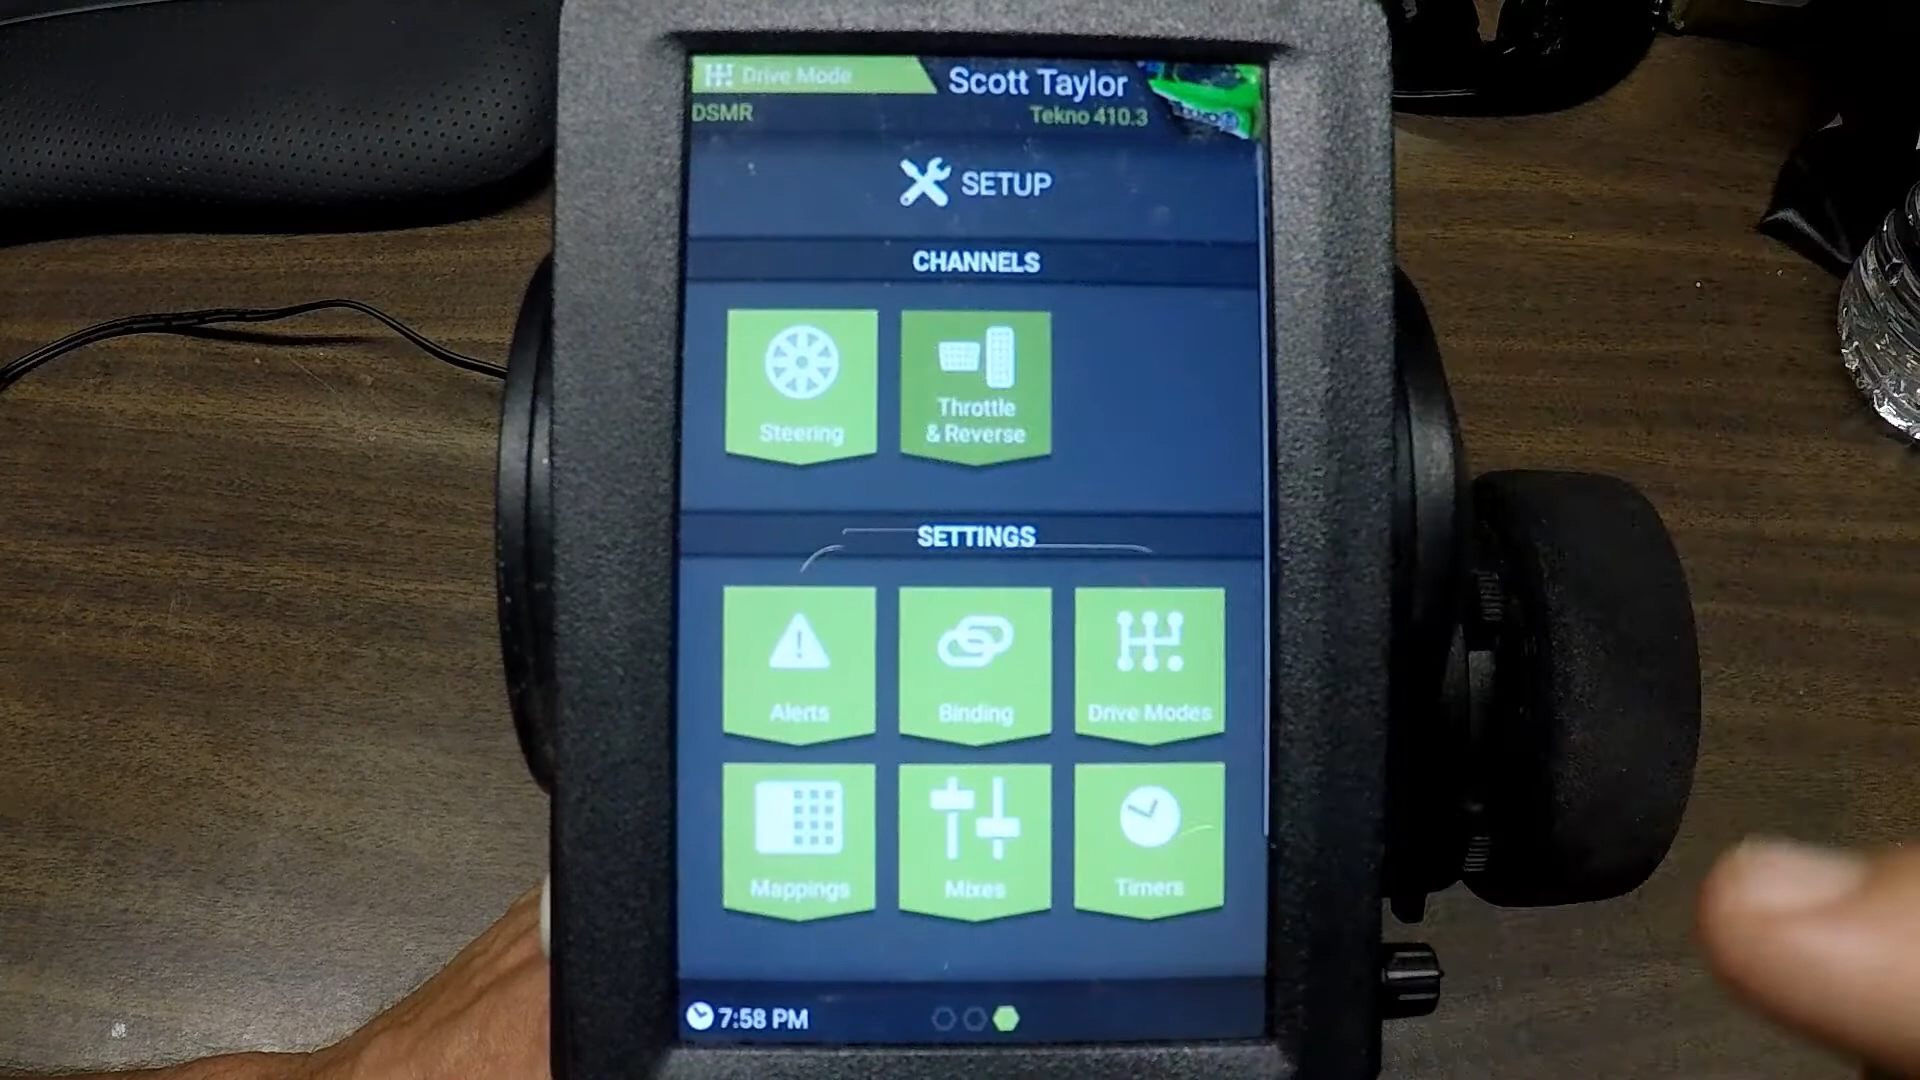 Drive Mode
Scott Taylor
DSMR
Tekno 410.3
SETUP
CHANNELS
Steering
Throttle
& Reverse
SETTINGS
Alerts
Binding
Drive Modes
Mappings
Mixes
Timers
7:58 PM